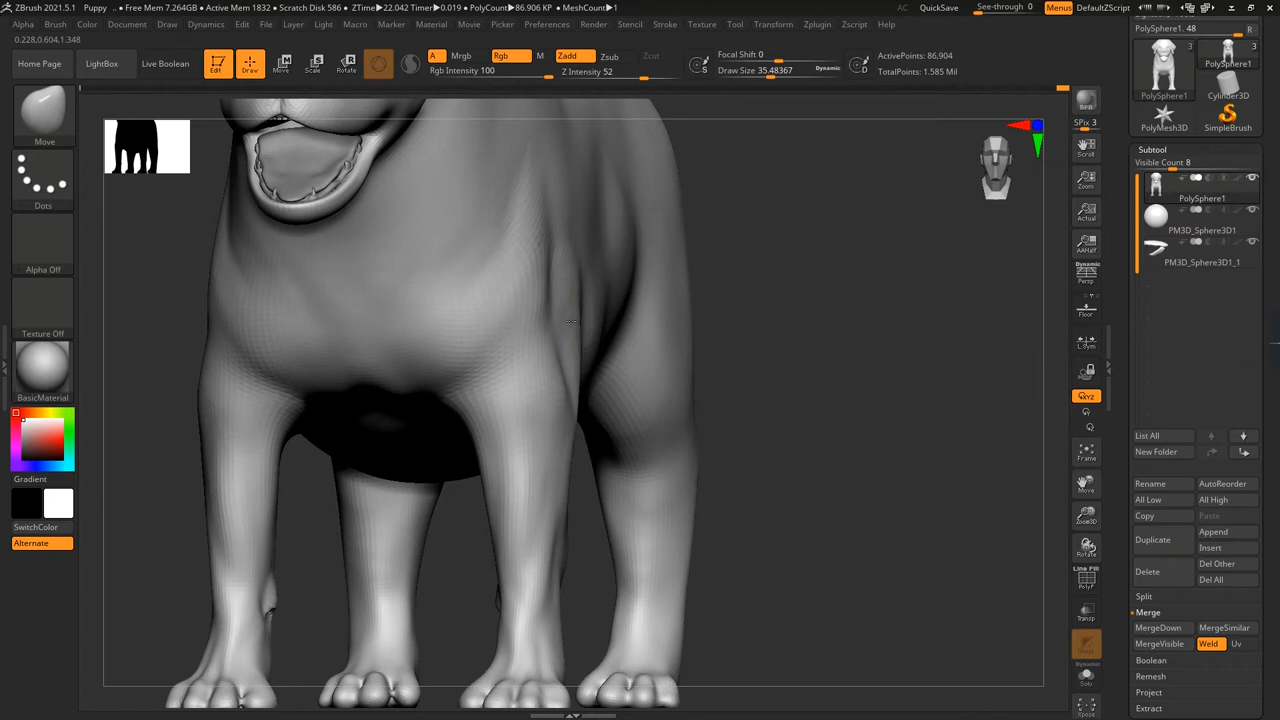 ZBrush 2021.5.1 Puppy .. • Free Mem 7.264GB • Active Mem 1832 • Scratch Disk 586 • ZTime▶22.042 Timer▶0.019 • PolyCount▶86.906 KP • MeshCount▶1 AC QuickSave See-through 0 Menus DefaultZScript
Alpha Brush Color Document Draw Dynamics Edit File Layer Light Macro Marker Material Movie Picker Preferences Render Stencil Stroke Texture Tool Transform Zplugin Zscript Help
0.228,0.604,1.348
Home Page LightBox Live Boolean Edit Draw Move Scale Rotate
A Mrgb Rgb M Zadd Zsub Zcut
Rgb Intensity 100 Z Intensity 52
S Focal Shift 0
Draw Size 35.48367 Dynamic D
ActivePoints: 86,904
TotalPoints: 1.585 Mil
Move
Dots
Alpha Off
Texture Off
BasicMaterial
Gradient
SwitchColor
Alternate
BPR
SPix 3
Scroll
Zoom
Actual
AAHalf
Dynamic
Persp
Floor
L.Sym
XYZ
Frame
Move
Zoom3D
Rotate
Line Fill
PolyF
Transp
Dynamic
Solo
Xpose
PolySphere1. 48 R
3 3
PolySphere1
PolySphere1 Cylinder3D
PolyMesh3D SimpleBrush
Subtool
Visible Count 8
PolySphere1
PM3D_Sphere3D1
PM3D_Sphere3D1_1
List All
New Folder
Rename AutoReorder
All Low All High
Copy Paste
Duplicate Append
Insert
Delete Del Other
Del All
Split
Merge
MergeDown MergeSimilar
MergeVisible Weld Uv
Boolean
Remesh
Project
Extract